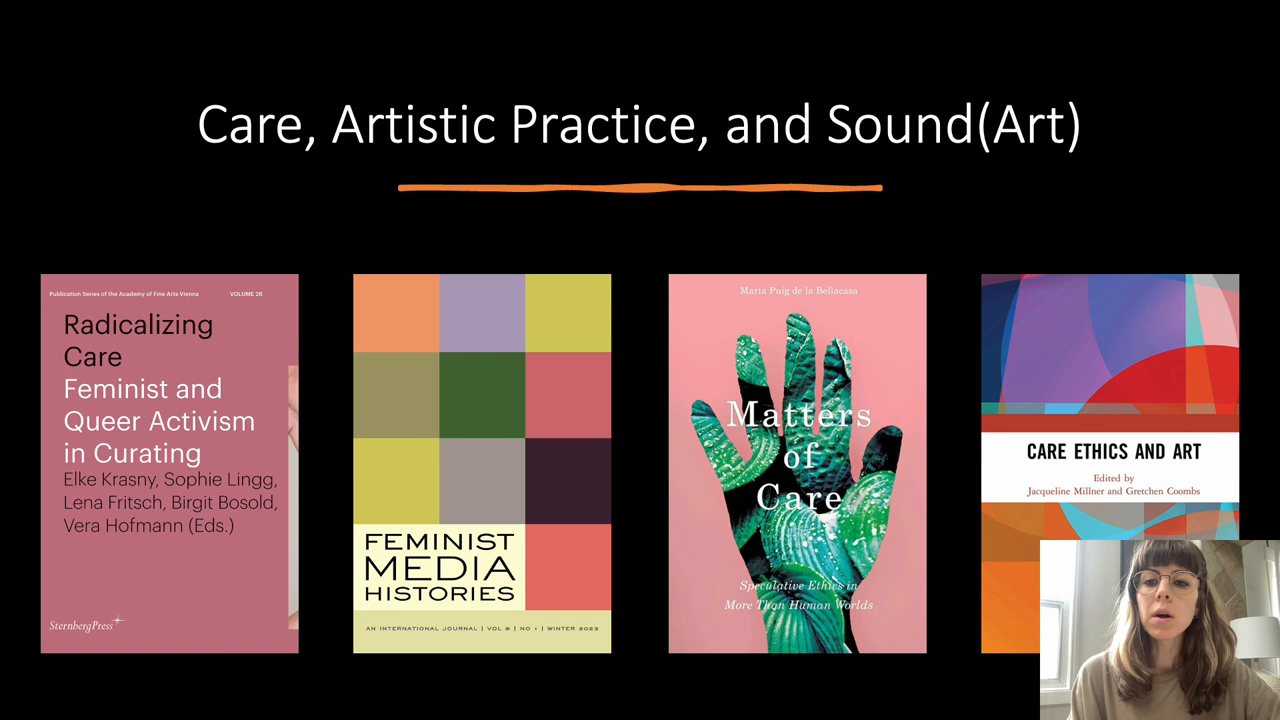 Care, Artistic Practice, and Sound(Art)
Publication Series of the Academy of Fine Arts Vienna VOLUME 26
Radicalizing
Care
Feminist and
Queer Activism
in Curating
Elke Krasny, Sophie Lingg,
Lena Fritsch, Birgit Bosold,
Vera Hofmann (Eds.)
SternbergPress
FEMINIST
MEDIA
HISTORIES
AN INTERNATIONAL JOURNAL | VOL 9 | NO 1 | WINTER 2023
María Puig de la Bellacasa
Matters
of
Care
Speculative Ethics in
More Than Human Worlds
CARE ETHICS AND ART
Edited by
Jacqueline Millner and Gretchen Coombs